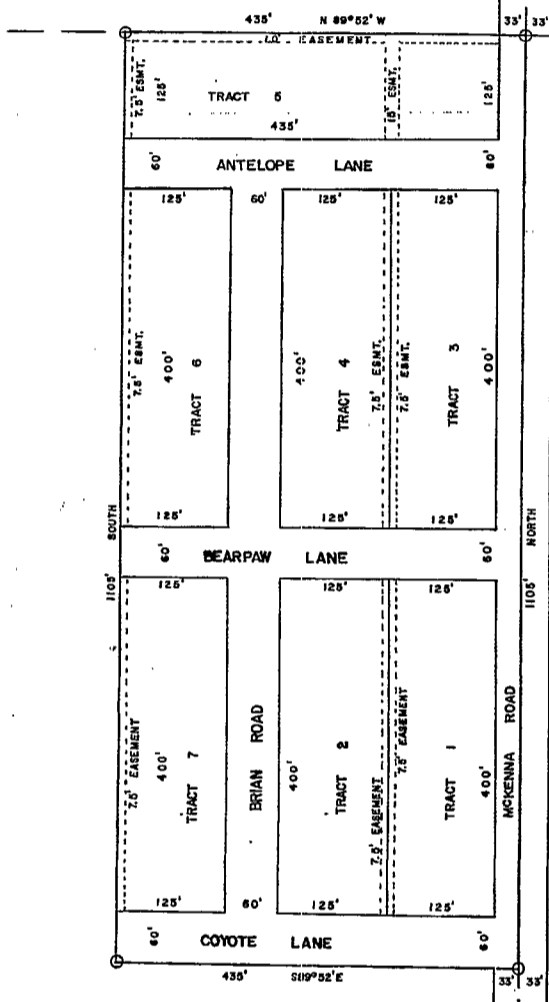 435' N 89°52' W 33' 33'
EASEMENT
7.5' ESMT.
125'
TRACT 5
435'
15' ESMT.
125'
60' ANTELOPE LANE 60'
125' 60' 125' 125'
7.5' ESMT.
400'
TRACT 6
400'
TRACT 4
7.5' ESMT.
7.5' ESMT.
TRACT 3
400'
125' 125' 125'
SOUTH
NORTH
60' BEARPAW LANE 60'
1105'
1105'
125' 125' 125'
7.5' EASEMENT
400'
TRACT 7
BRIAN ROAD
400'
TRACT 2
7.5' EASEMENT
7.5' EASEMENT
TRACT 1
400'
MCKENNA ROAD
125' 60' 125' 125'
60' COYOTE LANE 60'
435' S89°52'E 33' 33'